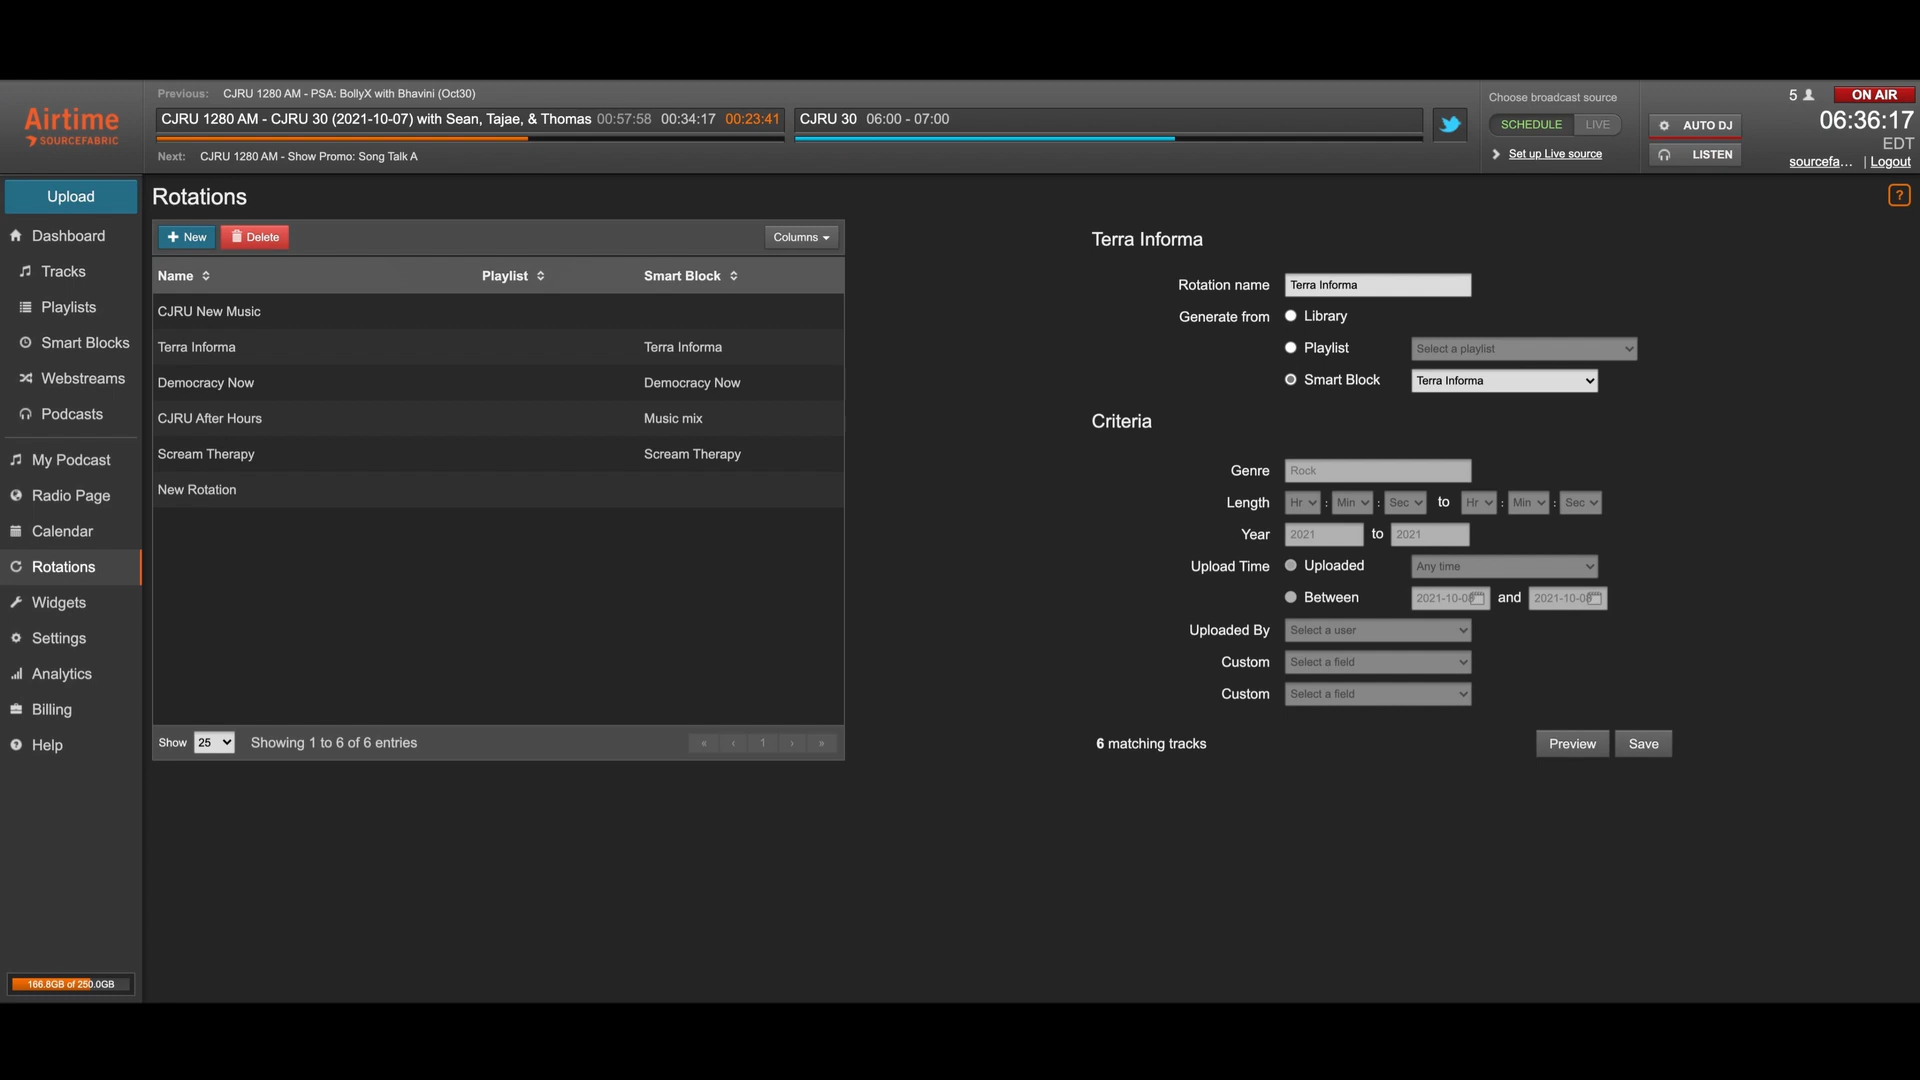 Airtime
SOURCEFABRIC
Previous: CJRU 1280 AM - PSA: BollyX with Bhavini (Oct30)
CJRU 1280 AM - CJRU 30 (2021-10-07) with Sean, Tajae, & Thomas 00:57:58 00:34:17 00:23:41
Next: CJRU 1280 AM - Show Promo: Song Talk A
CJRU 30 06:00 - 07:00
Choose broadcast source
SCHEDULE LIVE
Set up Live source
AUTO DJ
LISTEN
5 ON AIR
06:36:17
EDT
sourcefa... | Logout
Upload
Dashboard
Tracks
Playlists
Smart Blocks
Webstreams
Podcasts
My Podcast
Radio Page
Calendar
Rotations
Widgets
Settings
Analytics
Billing
Help
166.8GB of 250.0GB
Rotations
?
+ New Delete Columns
Name Playlist Smart Block
CJRU New Music
Terra Informa Terra Informa
Democracy Now Democracy Now
CJRU After Hours Music mix
Scream Therapy Scream Therapy
New Rotation
Show 25 Showing 1 to 6 of 6 entries « ‹ 1 › »
Terra Informa
Rotation name Terra Informa
Generate from Library
Playlist Select a playlist
Smart Block Terra Informa
Criteria
Genre Rock
Length Hr : Min : Sec to Hr : Min : Sec
Year 2021 to 2021
Upload Time Uploaded Any time
Between 2021-10-08 and 2021-10-08
Uploaded By Select a user
Custom Select a field
Custom Select a field
6 matching tracks Preview Save